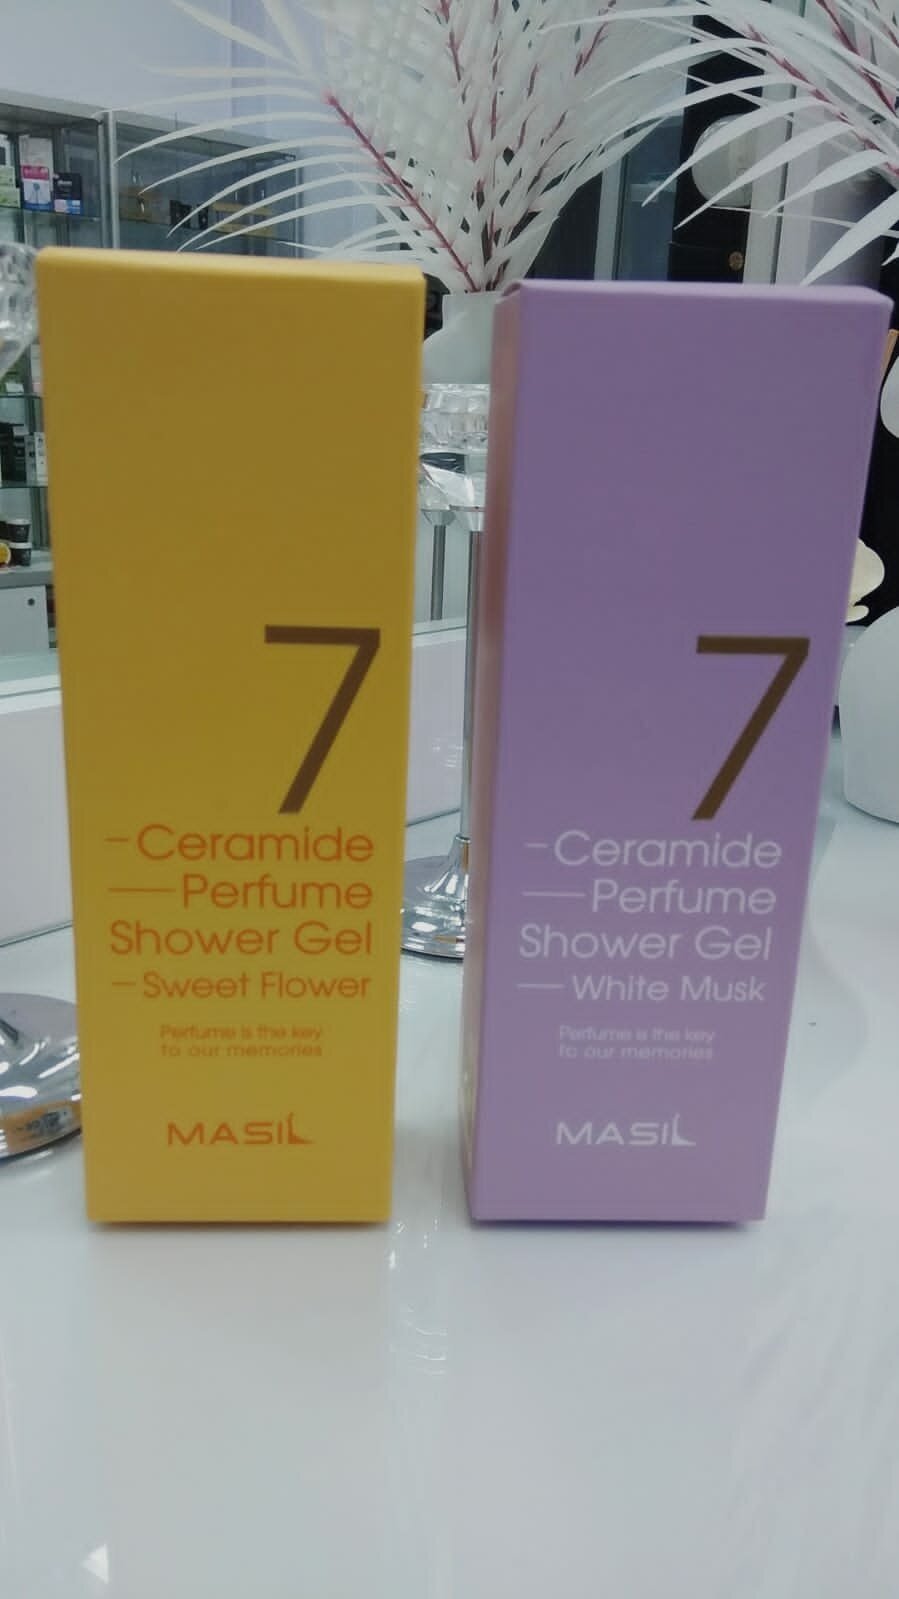 7
Ceramide
Perfume
Shower Gel
Sweet Flower
Perfume is the key
to our memories
MASIL
7
Ceramide
Perfume
Shower Gel
White Musk
Perfume is the key
to our memories
MASIL